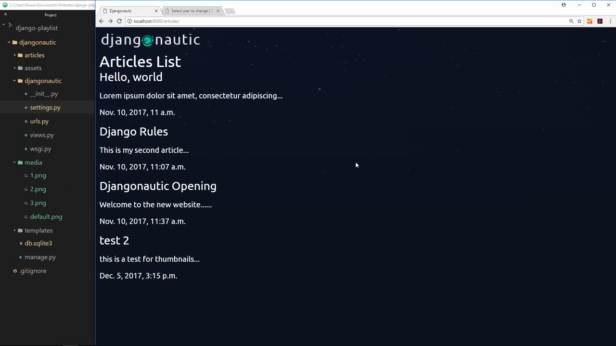 Project
django-playlist
djangonautic
articles
assets
djangonautic
__init__.py
settings.py
urls.py
views.py
wsgi.py
media
1.png
2.png
3.png
default.png
templates
db.sqlite3
manage.py
.gitignore
Djangonautic
Select user to change | D
localhost:8000/articles/
djangonautic
Articles List
Hello, world
Lorem ipsum dolor sit amet, consectetur adipiscing...
Nov. 10, 2017, 11 a.m.
Django Rules
This is my second article...
Nov. 10, 2017, 11:07 a.m.
Djangonautic Opening
Welcome to the new website......
Nov. 10, 2017, 11:37 a.m.
test 2
this is a test for thumbnails...
Dec. 5, 2017, 3:15 p.m.